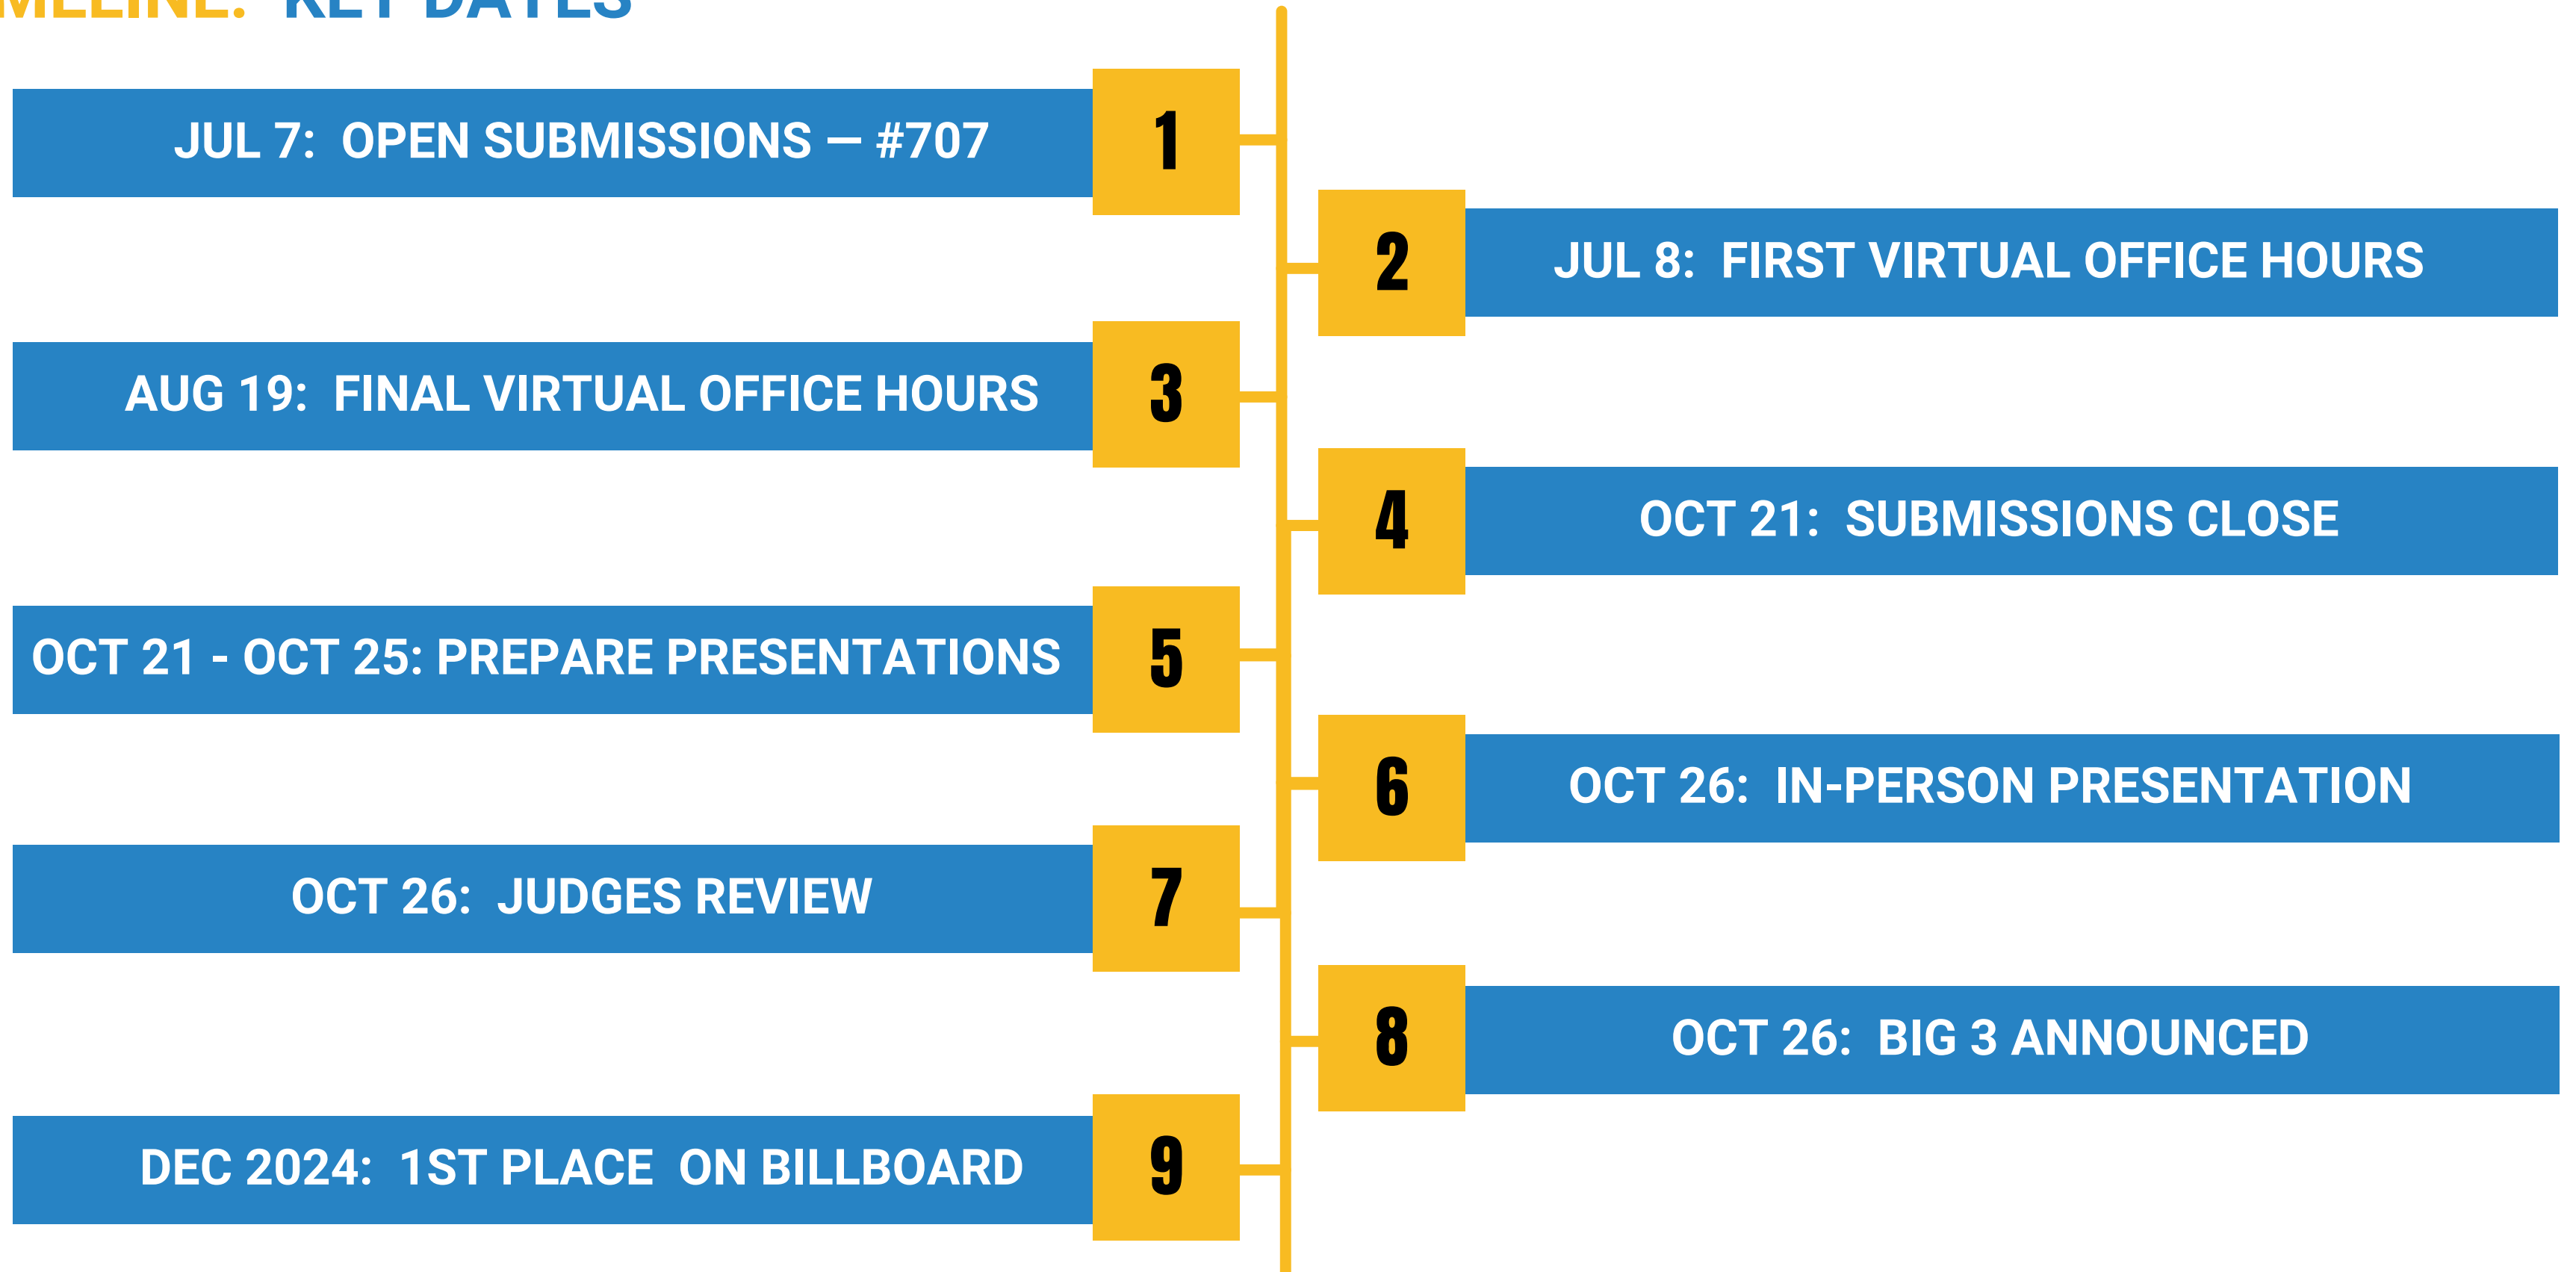 KEY DATES
JUL 7: OPEN SUBMISSIONS — #707
1
2
JUL 8: FIRST VIRTUAL OFFICE HOURS
AUG 19: FINAL VIRTUAL OFFICE HOURS
3
4
OCT 21: SUBMISSIONS CLOSE
OCT 21 - OCT 25: PREPARE PRESENTATIONS
5
6
OCT 26: IN-PERSON PRESENTATION
OCT 26: JUDGES REVIEW
7
8
OCT 26: BIG 3 ANNOUNCED
DEC 2024: 1ST PLACE ON BILLBOARD
9